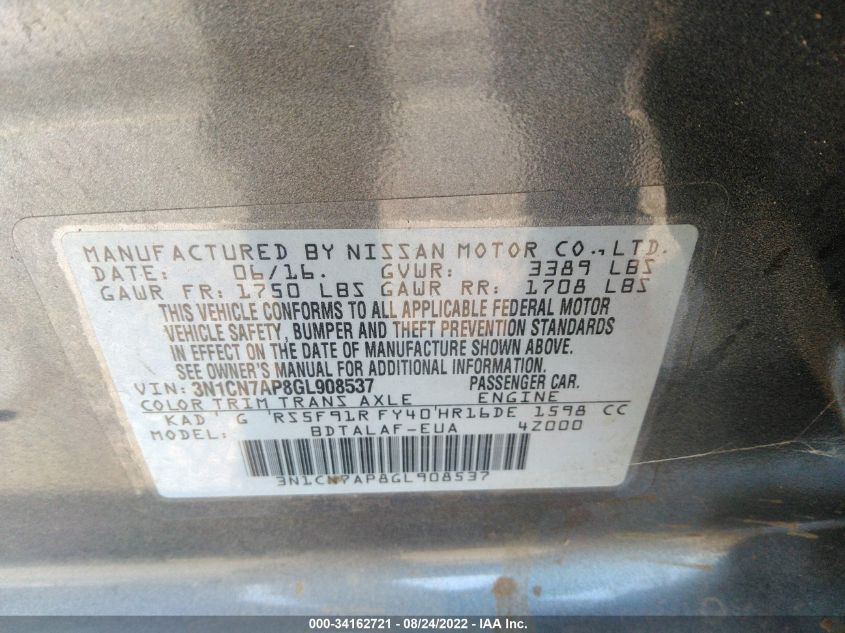 MANUFACTURED BY NISSAN MOTOR CO., LTD.
DATE: 06/16. GVWR: 3389 LBS
GAWR FR: 1750 LBS GAWR RR: 1708 LBS
THIS VEHICLE CONFORMS TO ALL APPLICABLE FEDERAL MOTOR
VEHICLE SAFETY, BUMPER AND THEFT PREVENTION STANDARDS
IN EFFECT ON THE DATE OF MANUFACTURE SHOWN ABOVE.
SEE OWNER'S MANUAL FOR ADDITIONAL INFORMATION.
VIN: 3N1CN7AP8GL908537 PASSENGER CAR.
COLOR TRIM TRANS AXLE ENGINE
KAD G RS5F91R FY40 HR16DE 1598 CC
MODEL: BDTALAF-EUA 4Z000
3N1CN7AP8GL908537
000-34162721 - 08/24/2022 - IAA Inc.